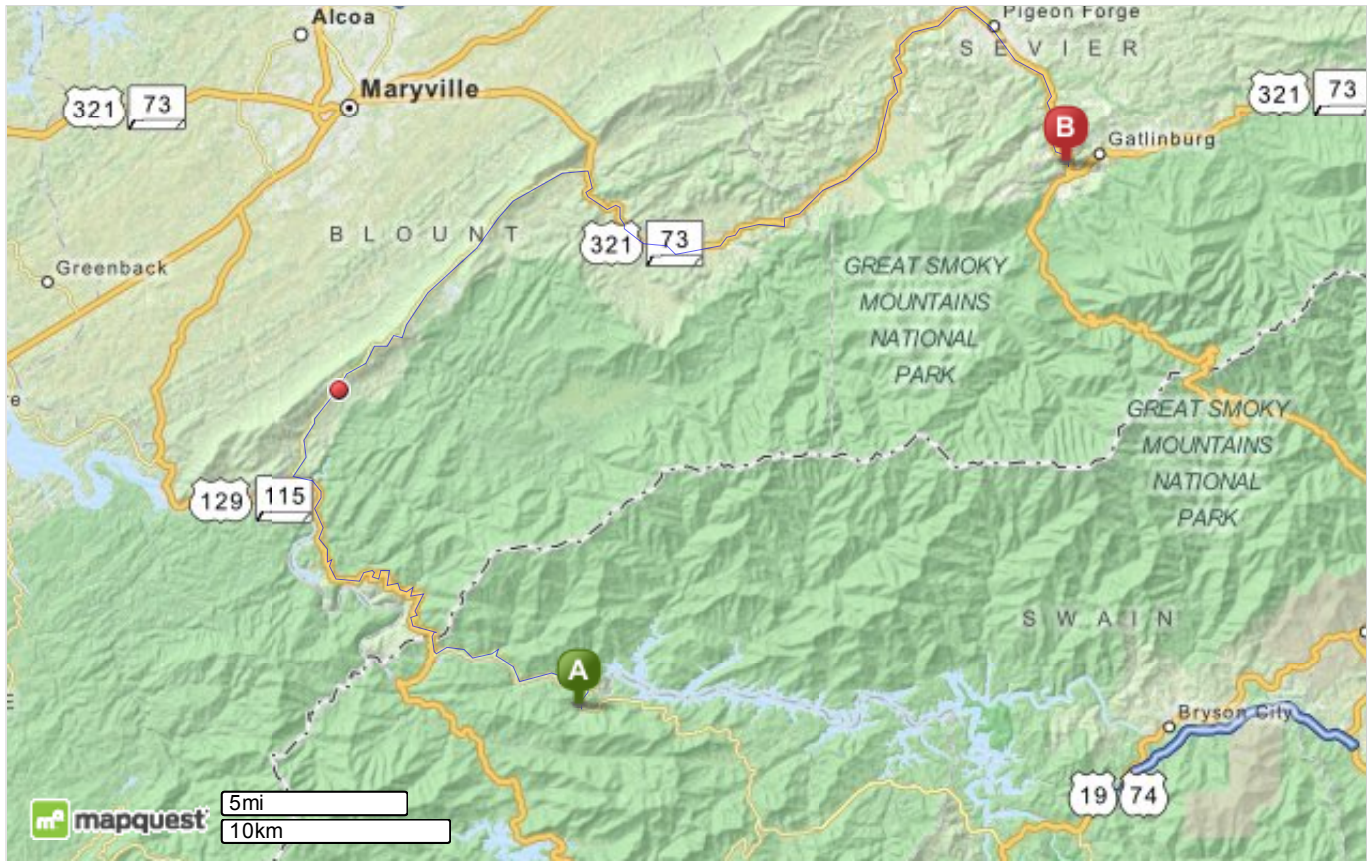 Alcoa
Pigeon Forge
SEVIER
321 73
Maryville
321 73
B
Gatlinburg
BLOUNT
321 73
Greenback
GREAT SMOKY
MOUNTAINS
NATIONAL
PARK
re
GREAT SMOKY
MOUNTAINS
NATIONAL
PARK
129 115
SWAIN
A
E
Bryson City
19 74
mapquest
5mi
10km